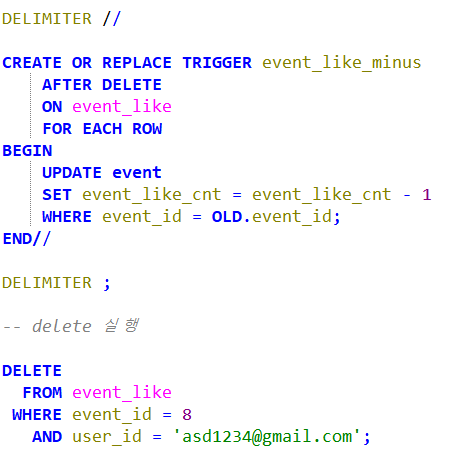 DELIMITER //
CREATE OR REPLACE TRIGGER event_like_minus
AFTER DELETE
ON event_like
FOR EACH ROW
BEGIN
UPDATE event
SET event_like_cnt = event_like_cnt - 1
WHERE event_id = OLD.event_id;
END//
DELIMITER ;
-- delete 실행
DELETE
FROM event_like
WHERE event_id = 8
AND user_id = 'asd1234@gmail.com';